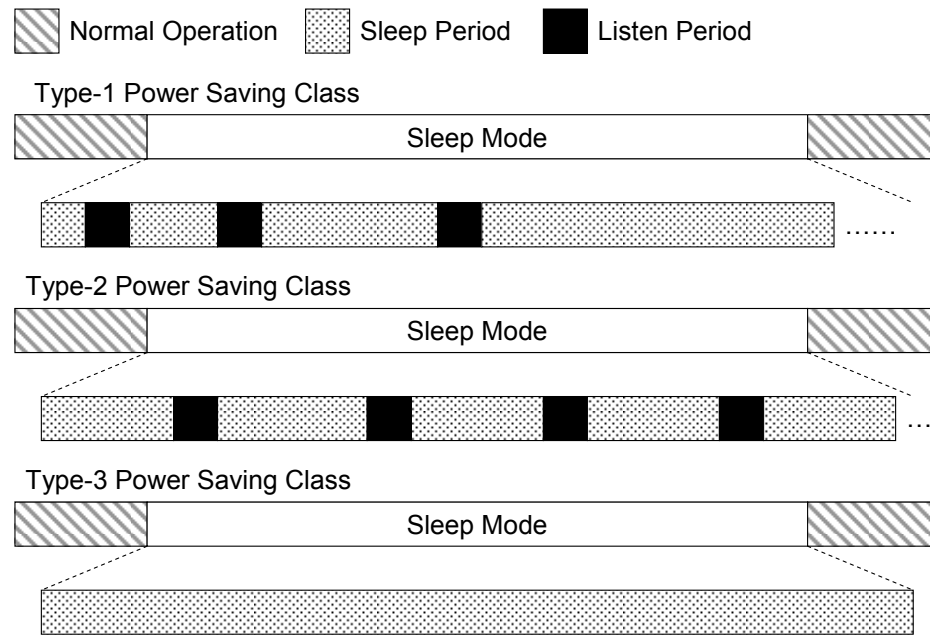 Normal Operation Sleep Period Listen Period
Type-1 Power Saving Class
Sleep Mode
......
Type-2 Power Saving Class
Sleep Mode
...
Type-3 Power Saving Class
Sleep Mode